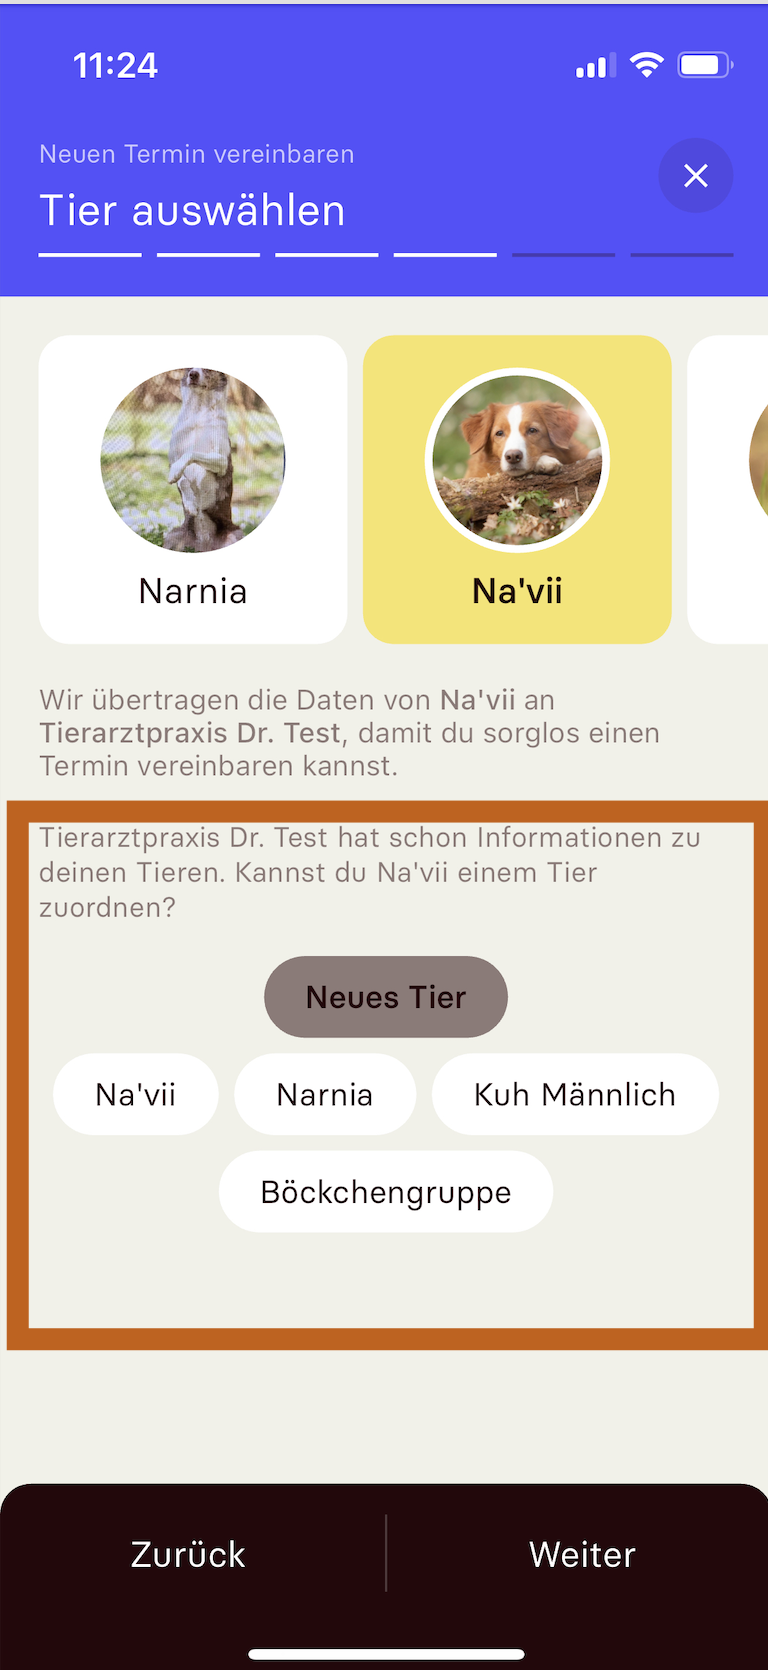 11:24
Neuen Termin vereinbaren
Tier auswählen
Narnia
Na'vii
Wir übertragen die Daten von Na'vii an
Tierarztpraxis Dr. Test, damit du sorglos einen
Termin vereinbaren kannst.
Tierarztpraxis Dr. Test hat schon Informationen zu
deinen Tieren. Kannst du Na'vii einem Tier
zuordnen?
Neues Tier
Na'vii
Narnia
Kuh Männlich
Böckchengruppe
Zurück
Weiter